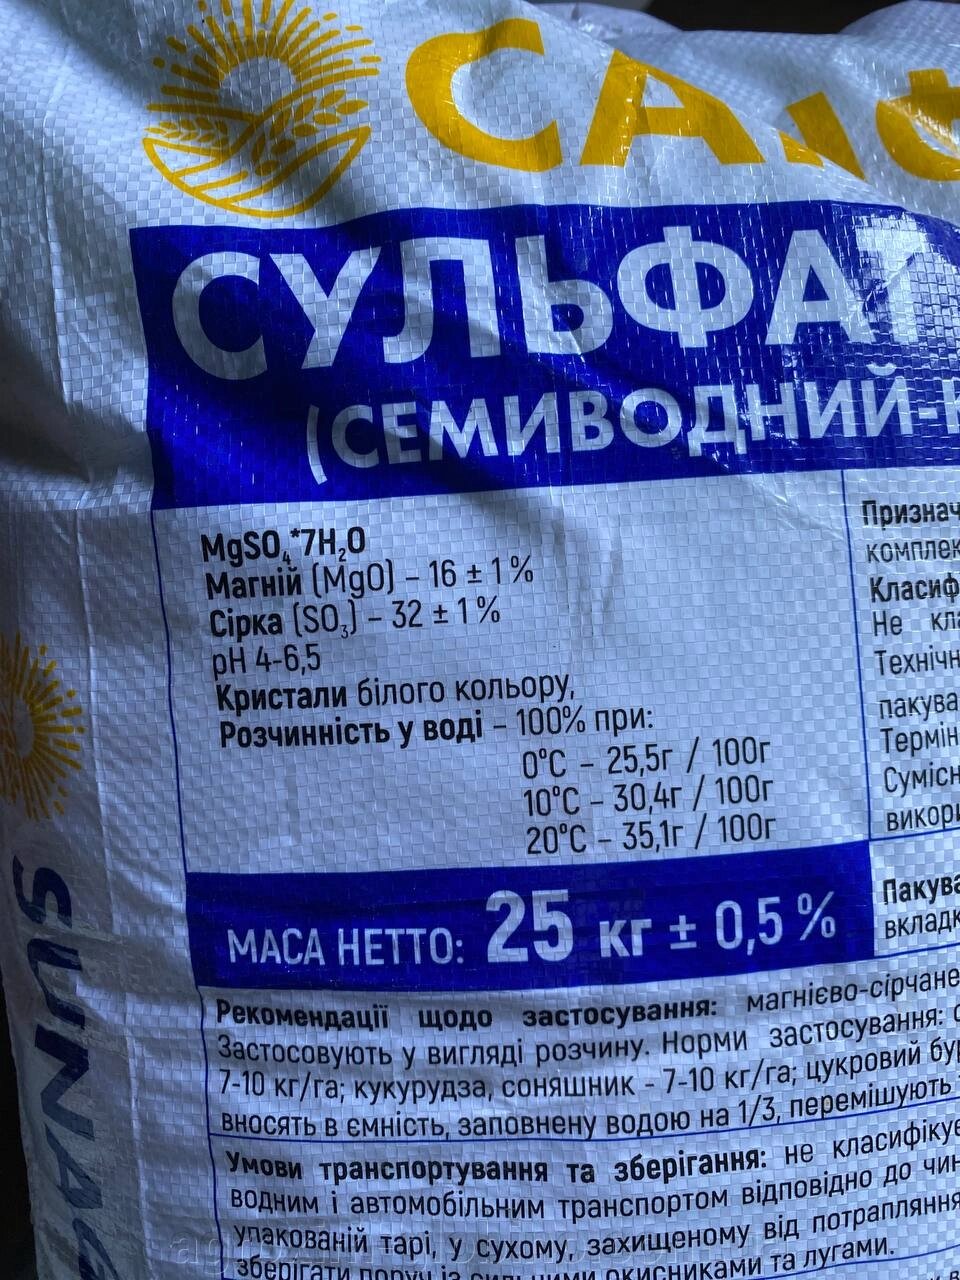 СУЛЬФАТ
(СЕМИВОДНИЙ-
MgSO₄*7H₂O
Магній (MgO) – 16 ± 1%
Сірка (SO₃) – 32 ± 1%
pH 4-6,5
Кристали білого кольору,
Розчинність у воді – 100% при:
0°С – 25,5г / 100г
10°С – 30,4г / 100г
20°С – 35,1г / 100г
МАСА НЕТТО: 25 кг ± 0,5%
Признач
комплек
Класиф
Не кла
Технічн
пакува
Термін
Сумісн
викори
Пакува
вкладк
Рекомендації щодо застосування: магнієво-сірчане
Застосовують у вигляді розчину. Норми застосування:
7-10 кг/га; кукурудза, соняшник - 7-10 кг/га; цукровий бур
вносять в ємність, заповнену водою на 1/3, перемішують
Умови транспортування та зберігання: не класифікує
водним і автомобільним транспортом відповідно до чин
упакованій тарі, у сухому, захищеному від потрапляння
зберігати поруч із сильними окисниками та лугами.
SUNA